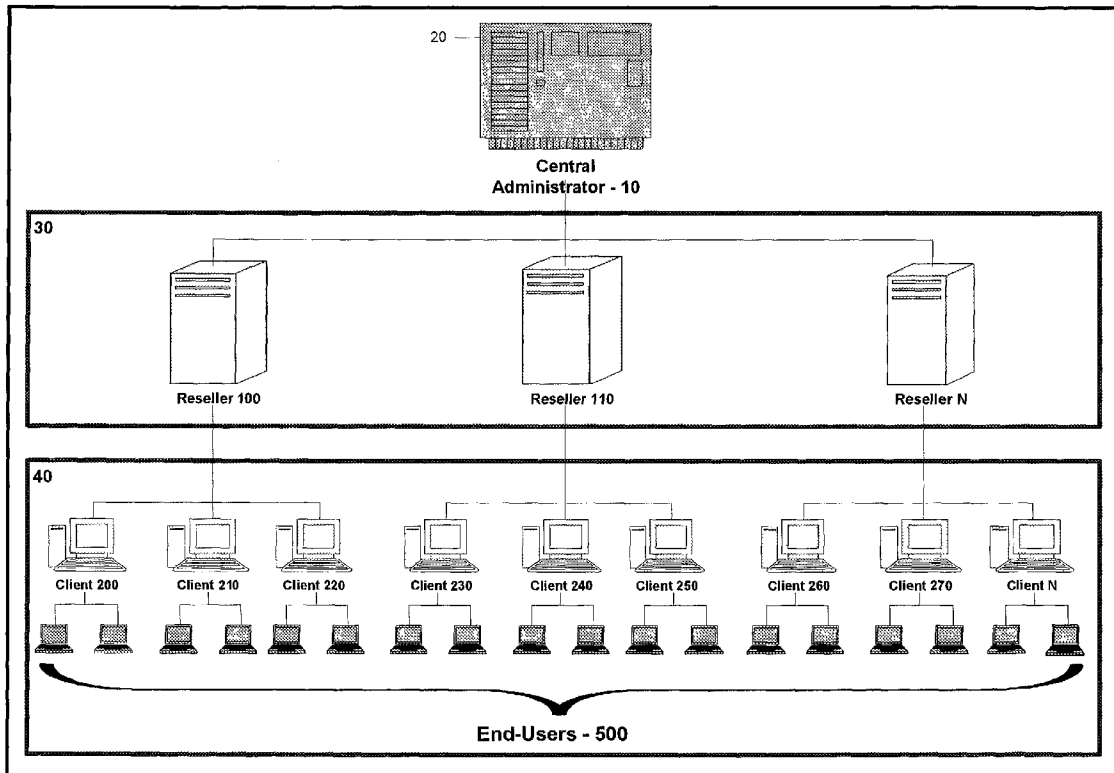 20
Central
Administrator - 10
30
Reseller 100
Reseller 110
Reseller N
40
Client 200
Client 210
Client 220
Client 230
Client 240
Client 250
Client 260
Client 270
Client N
End-Users - 500